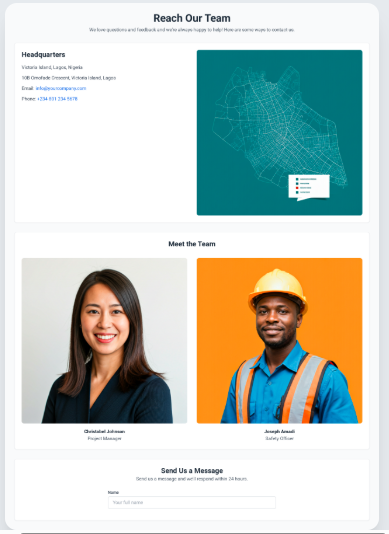 Reach Our Team
We have questions and feedback and we're always happy to help! Here are some ways to contact us.
Headquarters
Victoria Island, Lagos, Nigeria
10B Omofade Crescent, Victoria Island, Lagos
Email: info@yourcompany.com
Phone: +234 901 234 5678
Meet the Team
Christabel Johnson
Project Manager
Joseph Amadi
Safety Officer
Send Us a Message
Send us a message and we'll respond within 24 hours.
Name
Your full name